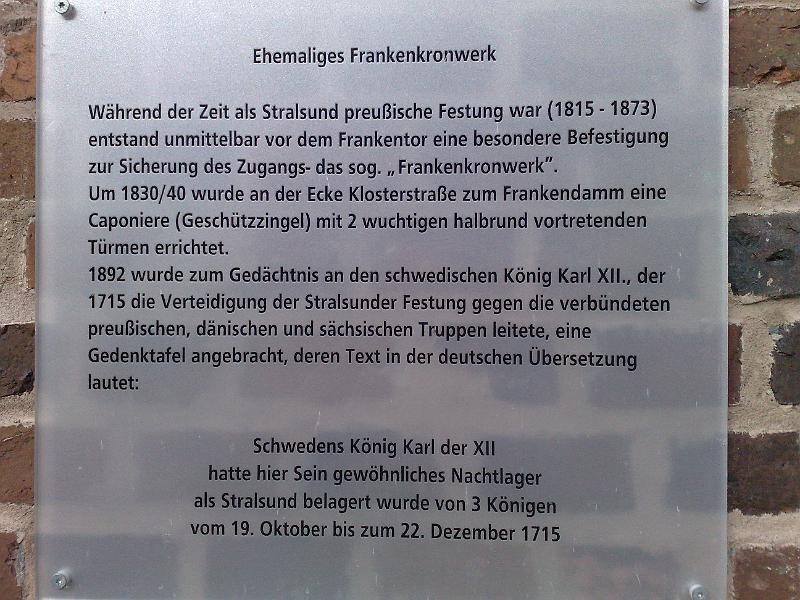 Ehemaliges Frankenkronwerk
Während der Zeit als Stralsund preußische Festung war (1815 - 1873)
entstand unmittelbar vor dem Frankentor eine besondere Befestigung
zur Sicherung des Zugangs- das sog. „Frankenkronwerk”.
Um 1830/40 wurde an der Ecke Klosterstraße zum Frankendamm eine
Caponiere (Geschützzingel) mit 2 wuchtigen halbrund vortretenden
Türmen errichtet.
1892 wurde zum Gedächtnis an den schwedischen König Karl XII., der
1715 die Verteidigung der Stralsunder Festung gegen die verbündeten
preußischen, dänischen und sächsischen Truppen leitete, eine
Gedenktafel angebracht, deren Text in der deutschen Übersetzung
lautet:
Schwedens König Karl der XII
hatte hier Sein gewöhnliches Nachtlager
als Stralsund belagert wurde von 3 Königen
vom 19. Oktober bis zum 22. Dezember 1715